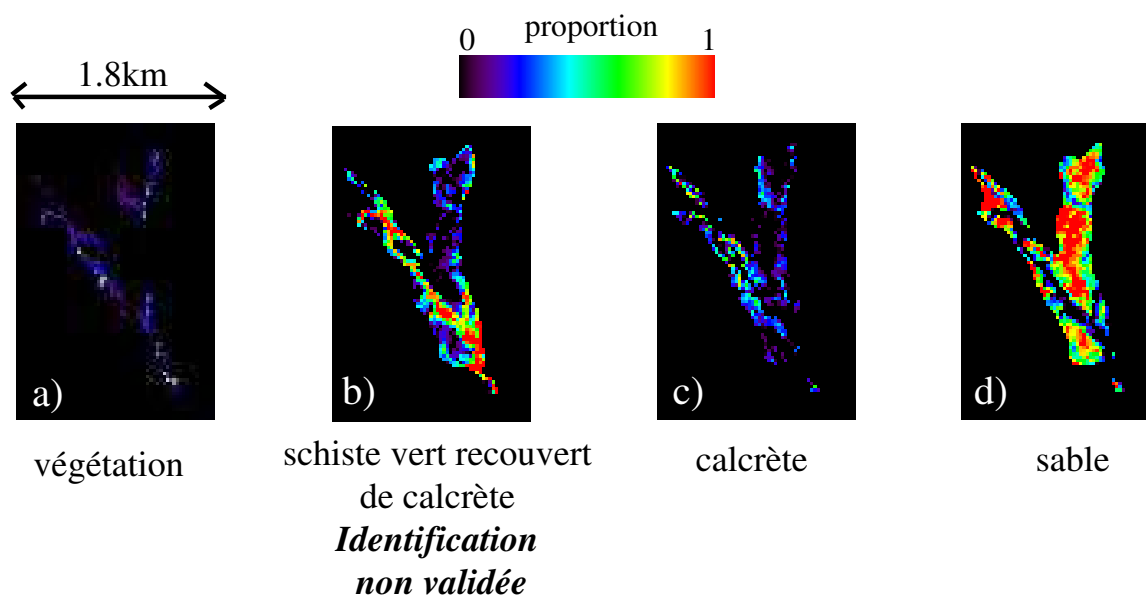 proportion
0 1
1.8km
a) b) c) d)
végétation
schiste vert recouvert
de calcrète
Identification
non validée
calcrète
sable